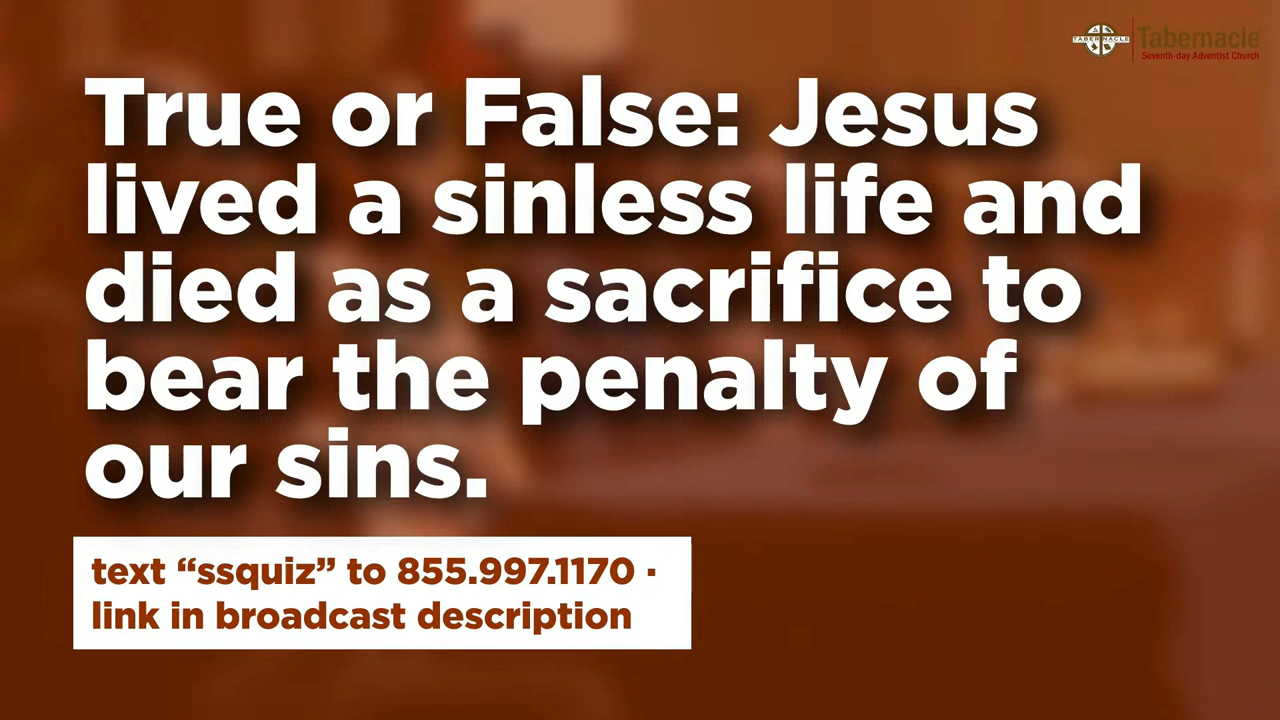 TABERNACLE
Tabernacle
Seventh-day Adventist Church
True or False: Jesus
lived a sinless life and
died as a sacrifice to
bear the penalty of
our sins.
text “ssquiz” to 855.997.1170 ·
link in broadcast description